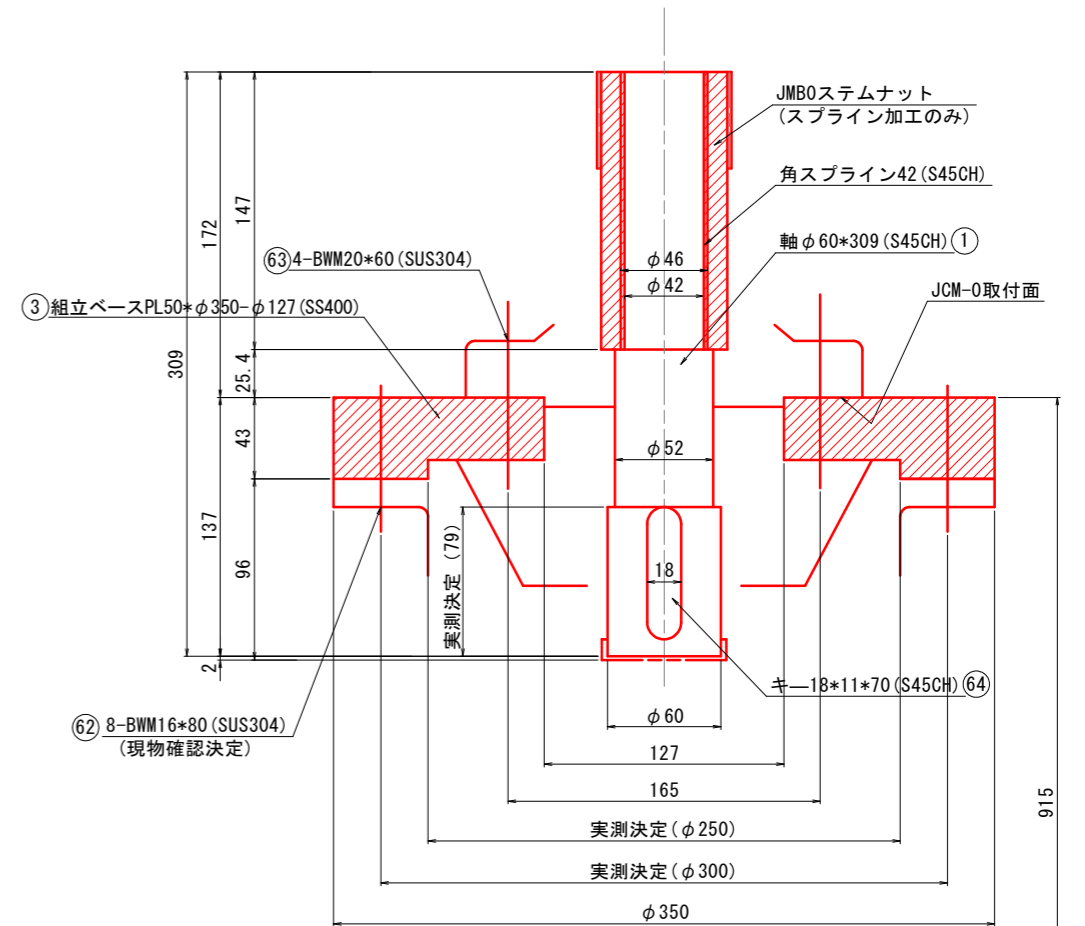 JMBOステムナット
(スプライン加工のみ)
角スプライン42(S45CH)
軸φ60*309(S45CH)①
JCM-0取付面
63 4-BWM20*60(SUS304)
③組立ベースPL50*φ350-φ127(SS400)
309
172
147
25.4
43
137
96
2
φ46
φ42
φ52
18
実測決定 (79)
キ—18*11*70(S45CH) 64
62 8-BWM16*80(SUS304)
(現物確認決定)
φ60
127
165
実測決定(φ250)
実測決定(φ300)
φ350
915